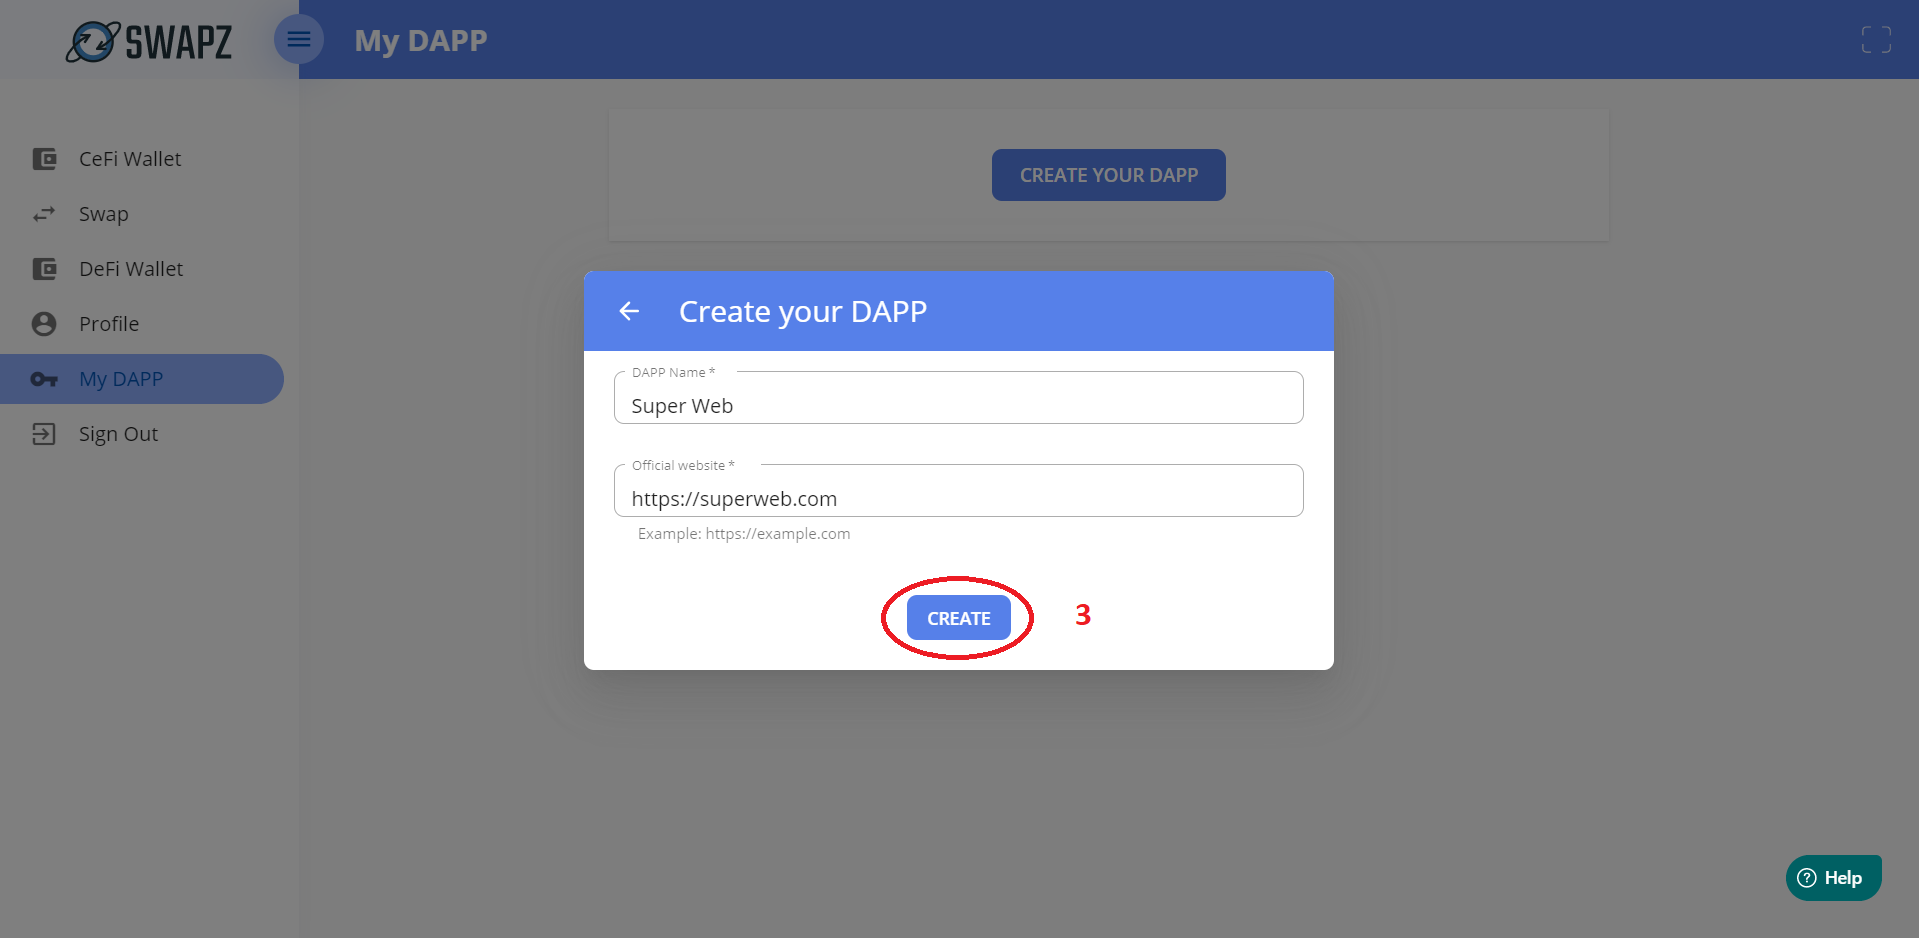 SWAPZ
My DAPP
CeFi Wallet
Swap
DeFi Wallet
Profile
My DAPP
Sign Out
CREATE YOUR DAPP
Create your DAPP
DAPP Name *
Super Web
Official website *
https://superweb.com
Example: https://example.com
CREATE
3
Help